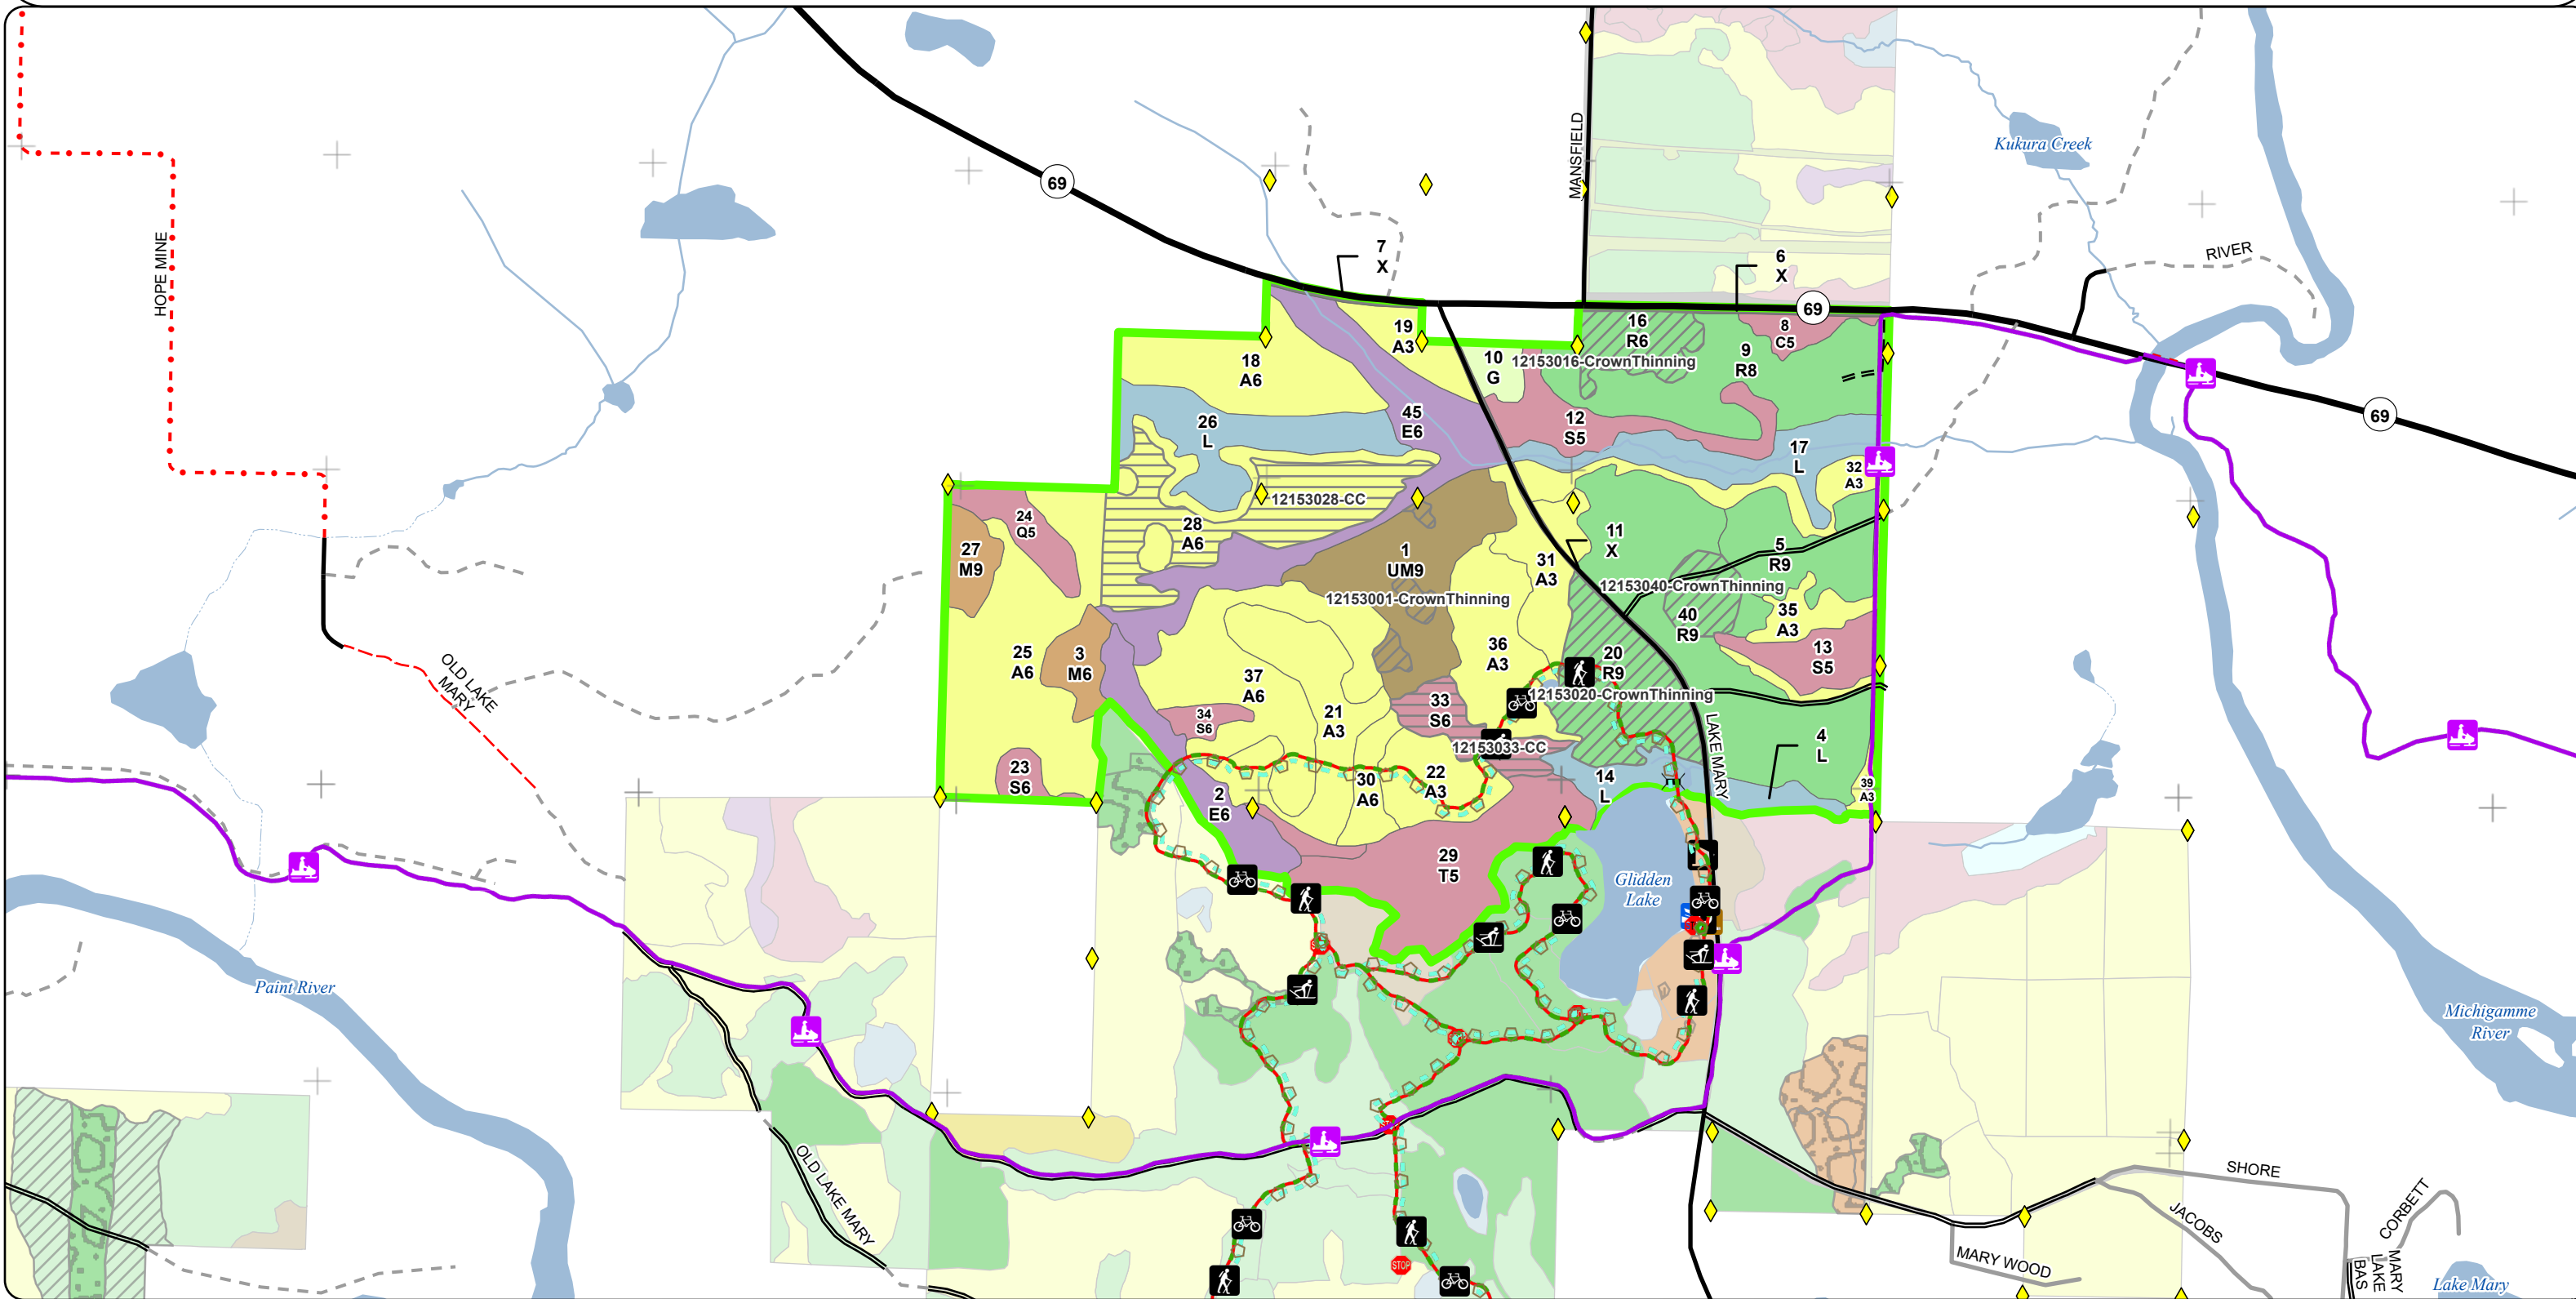 Kukura Creek
MANSFIELD
69
HOPE MINE
7
X
6
X
RIVER
69
16
R6
8
C5
19
A3
18
A6
10
G
12153016-CrownThinning
9
R8
69
26
L
45
E6
12
S5
17
L
32
A3
12153028-CC
24
Q5
28
A6
27
M9
1
UM9
31
A3
11
X
5
R9
12153001-CrownThinning
12153040-CrownThinning
40
R9
35
A3
13
S5
25
A6
3
M6
37
A6
36
A3
20
R9
12153020-CrownThinning
OLD LAKE
MARY
34
S6
21
A3
33
S6
12153033-CC
LAKE MARY
4
L
23
S6
2
E6
30
A6
22
A3
14
L
39
A3
29
T5
Glidden
Lake
Paint River
Michigamme
River
OLD LAKE MARY
STOP
SHORE
CORBETT
JACOBS
MARY WOOD
MARY
LAKE
BAS
Lake Mary